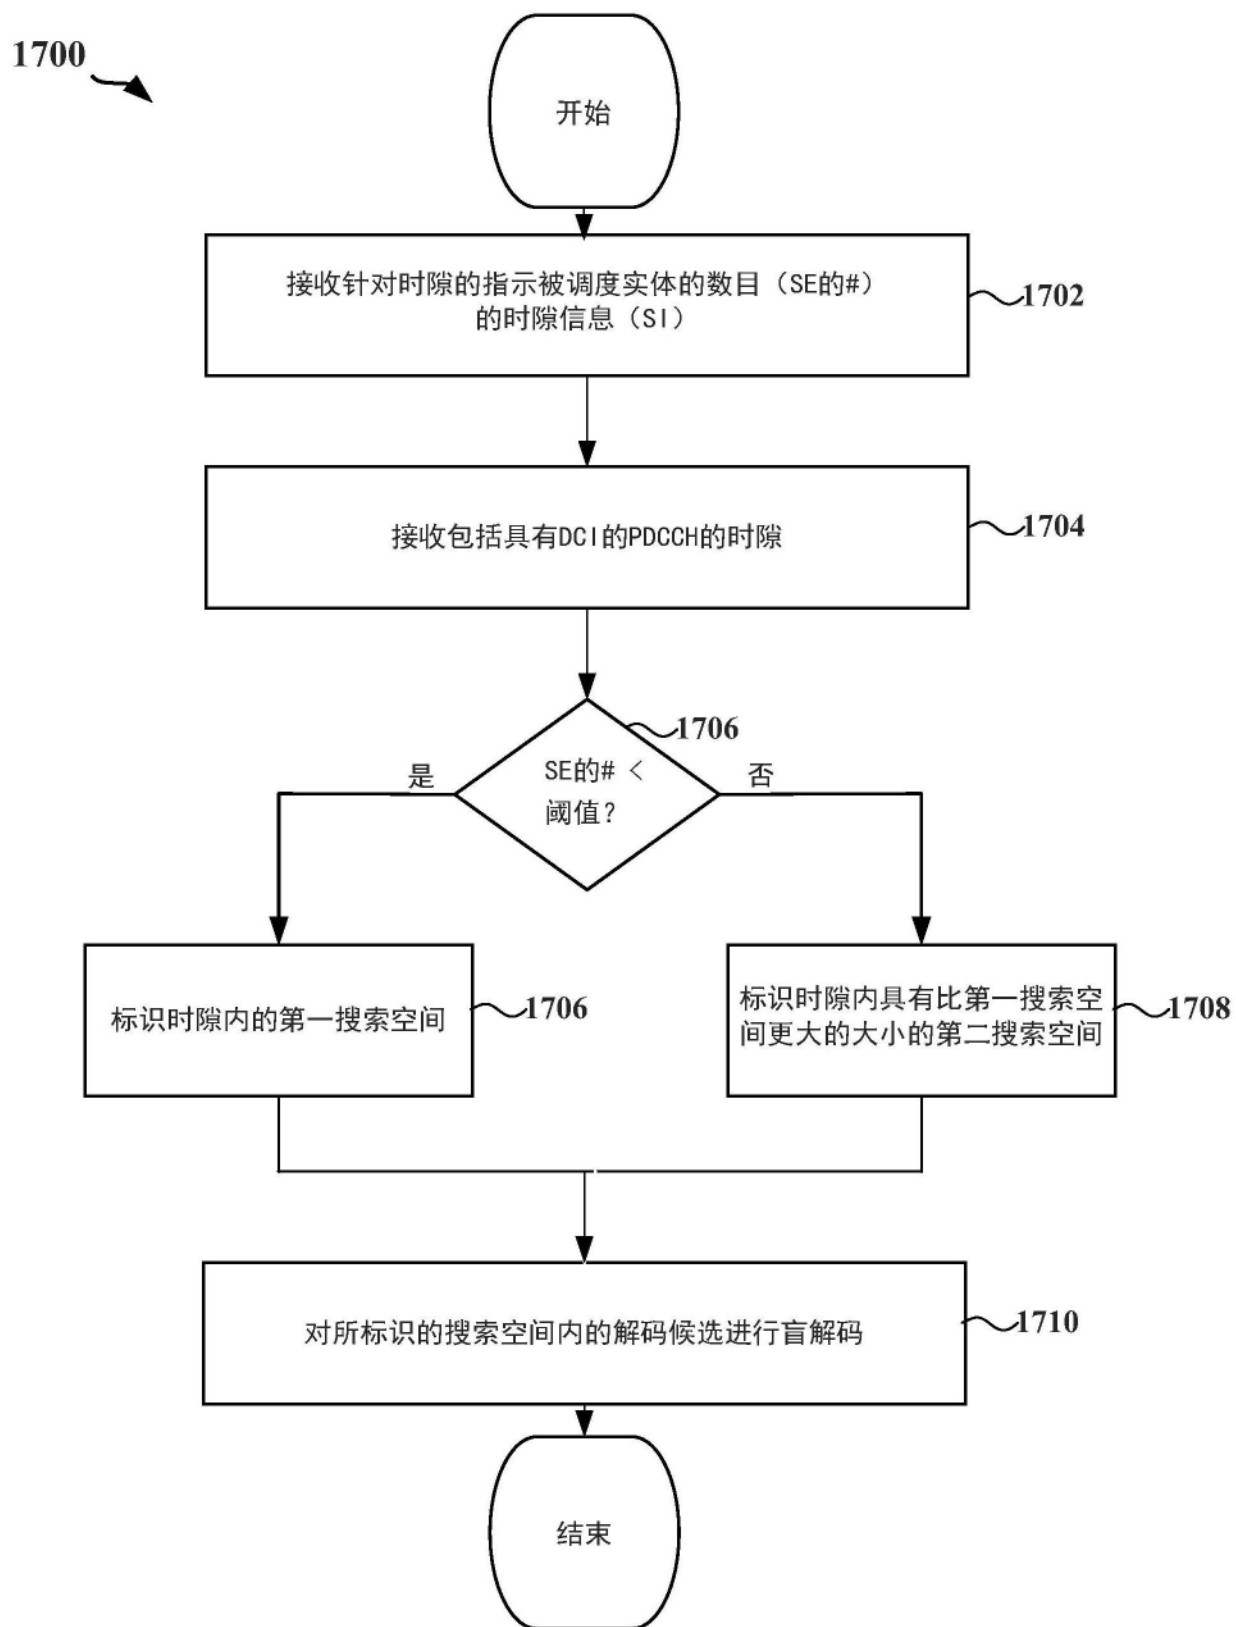 1700
开始
接收针对时隙的指示被调度实体的数目（SE的#）
的时隙信息（SI）
1702
接收包括具有DCI的PDCCH的时隙
1704
1706
SE的# <
阈值?
是
否
标识时隙内的第一搜索空间
1706
标识时隙内具有比第一搜索空
间更大的大小的第二搜索空间
1708
对所标识的搜索空间内的解码候选进行盲解码
1710
结束